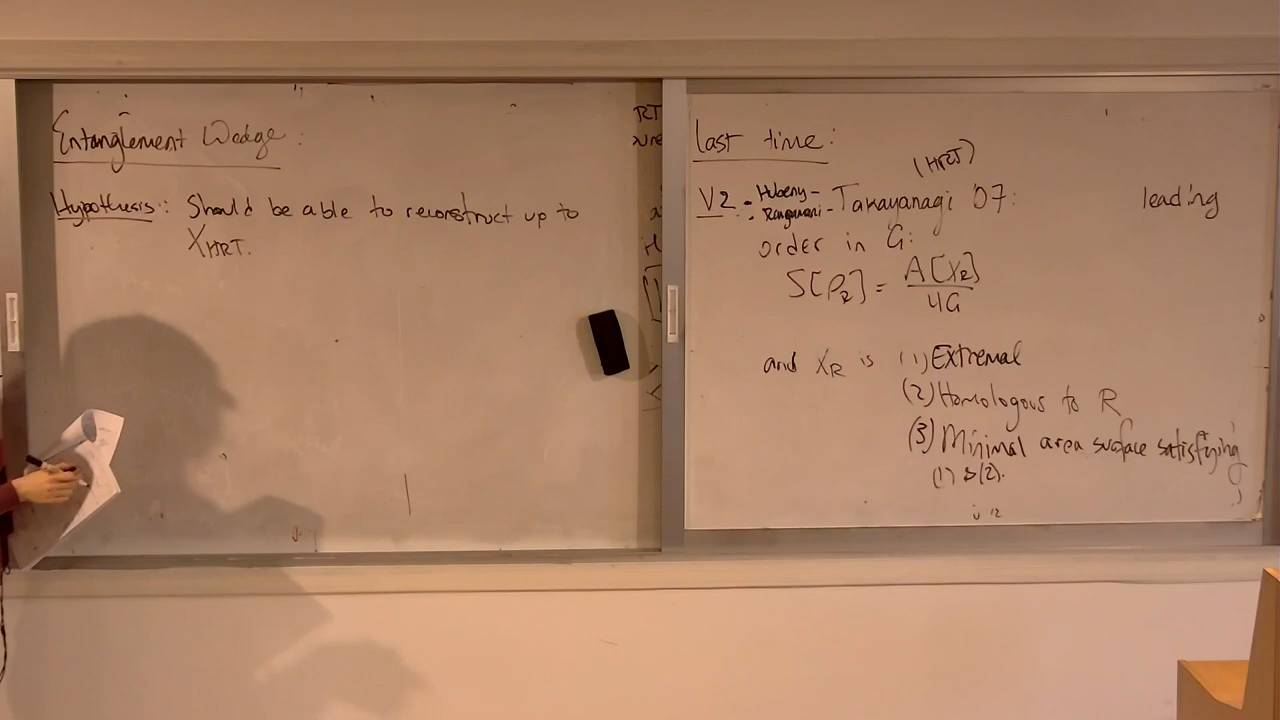 Entanglement Wedge:
Hypothesis: Should be able to reconstruct up to
X_HRT.
RT
last time:
(HRT)
V2: Hubeny-
Rangamani- Takayanagi '07: leading
order in G:
S[ρ_R] = A[X_R] / 4G
and X_R is (1) Extremal
(2) Homologous to R
(3) Minimal area surface satisfying
(1) & (2).